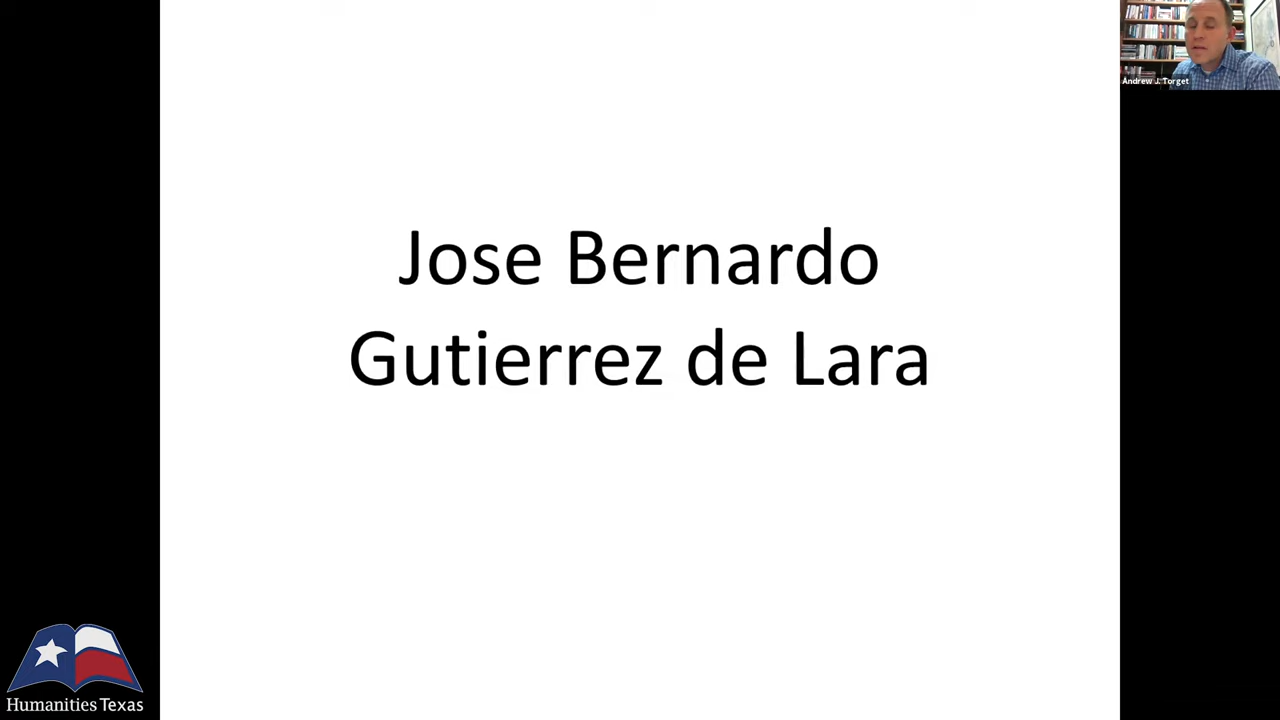 Andrew J. Torget
Jose Bernardo
Gutierrez de Lara
Humanities Texas